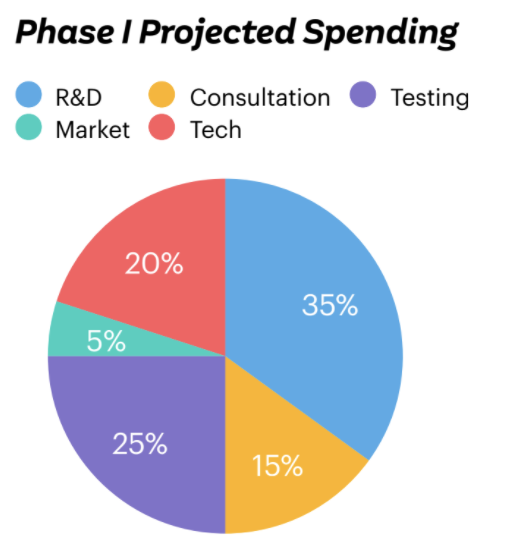 Phase I Projected Spending
R&D Consultation Testing
Market Tech
20%
35%
5%
25%
15%